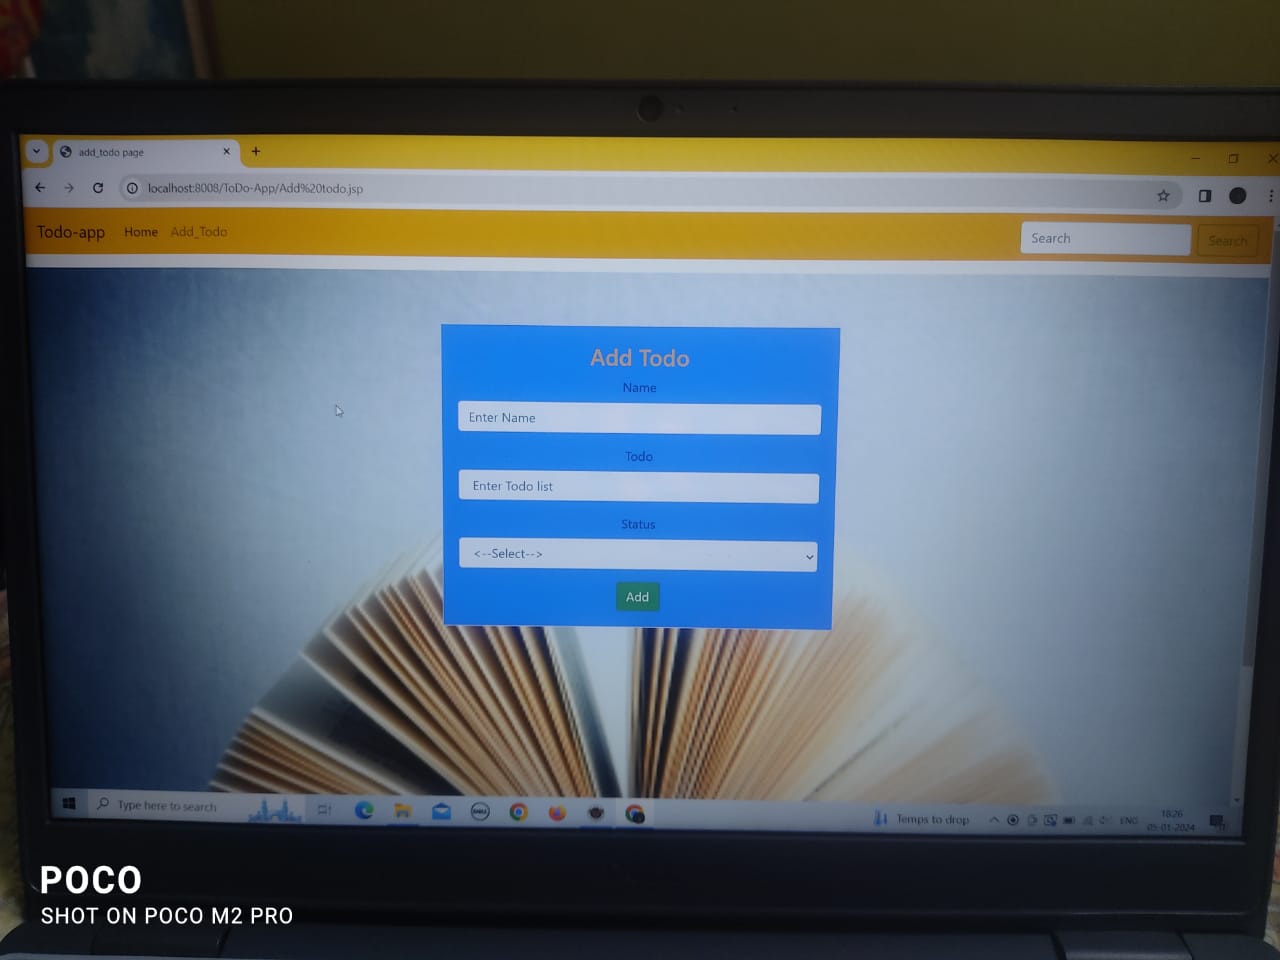 add_todo page
localhost:8008/ToDo-App/Add%20todo.jsp
Todo-app Home Add_Todo Search Search
Add Todo
Name
Enter Name
Todo
Enter Todo list
Status
<--Select-->
Add
Type here to search DELL Temps to drop ENG 18:26
05-01-2024
POCO
SHOT ON POCO M2 PRO